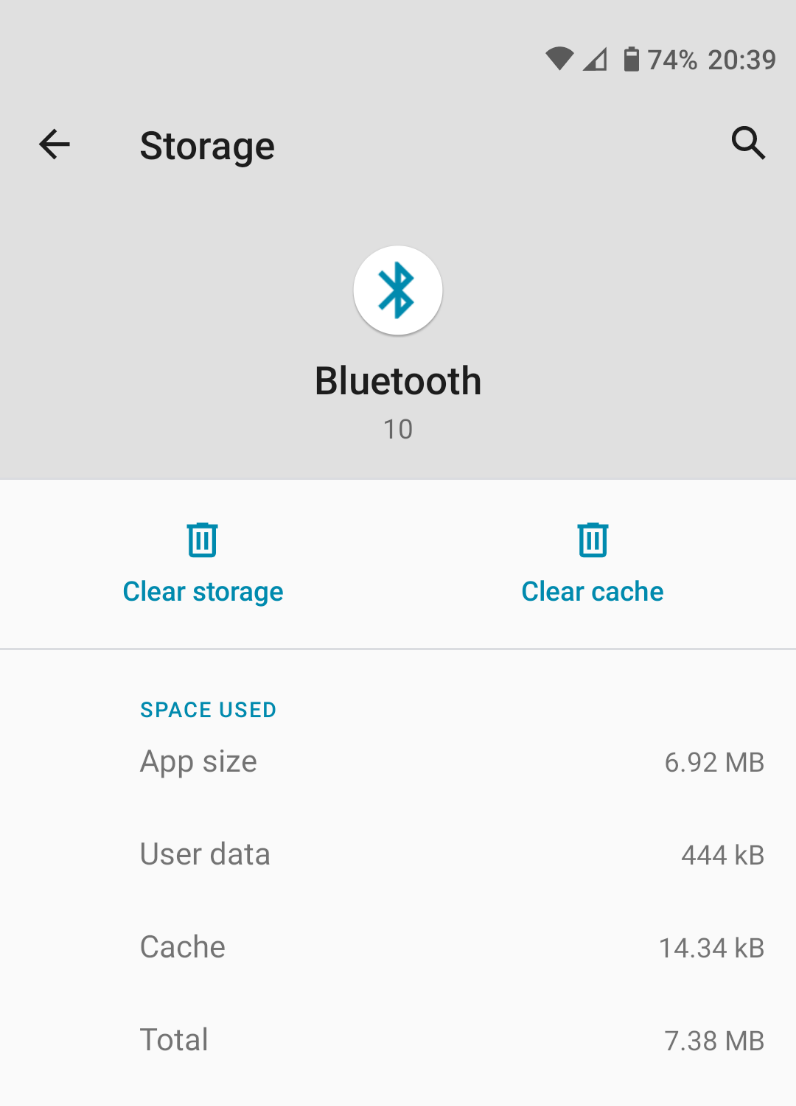 74% 20:39
Storage
Bluetooth
10
Clear storage Clear cache
SPACE USED
App size 6.92 MB
User data 444 kB
Cache 14.34 kB
Total 7.38 MB